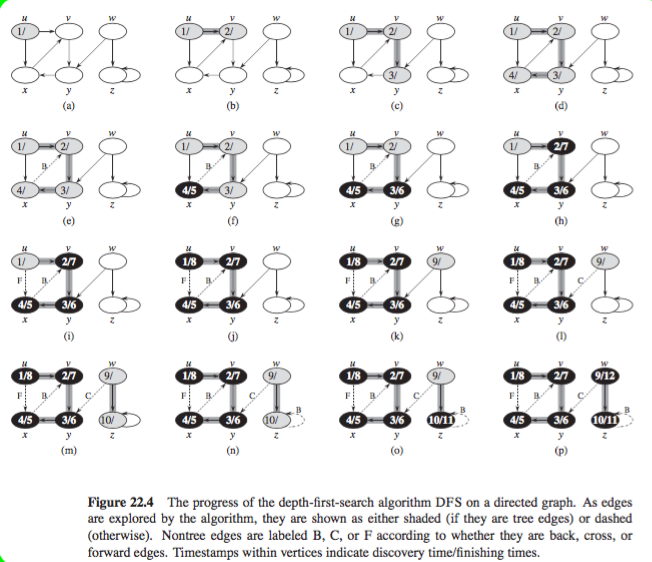 u v w u v w u v w u v w
1/ 1/ 2/ 1/ 2/ 1/ 2/
3/ 4/ 3/
x y z x y z x y z x y z
(a) (b) (c) (d)
u v w u v w u v w u v w
1/ 2/ 1/ 2/ 1/ 2/ 1/ 2/7
B B B B
4/ 3/ 4/5 3/ 4/5 3/6 4/5 3/6
x y z x y z x y z x y z
(e) (f) (g) (h)
u v w u v w u v w u v w
1/ 2/7 1/8 2/7 1/8 2/7 9/ 1/8 2/7 9/
F B F B F B F B C
4/5 3/6 4/5 3/6 4/5 3/6 4/5 3/6
x y z x y z x y z x y z
(i) (j) (k) (l)
u v w u v w u v w u v w
1/8 2/7 9/ 1/8 2/7 9/ 1/8 2/7 9/ 1/8 2/7 9/12
F B C F B C B F B C B F B C B
4/5 3/6 10/ 4/5 3/6 10/ 4/5 3/6 10/11 4/5 3/6 10/11
x y z x y z x y z x y z
(m) (n) (o) (p)
Figure 22.4 The progress of the depth-first-search algorithm DFS on a directed graph. As edges
are explored by the algorithm, they are shown as either shaded (if they are tree edges) or dashed
(otherwise). Nontree edges are labeled B, C, or F according to whether they are back, cross, or
forward edges. Timestamps within vertices indicate discovery time/finishing times.